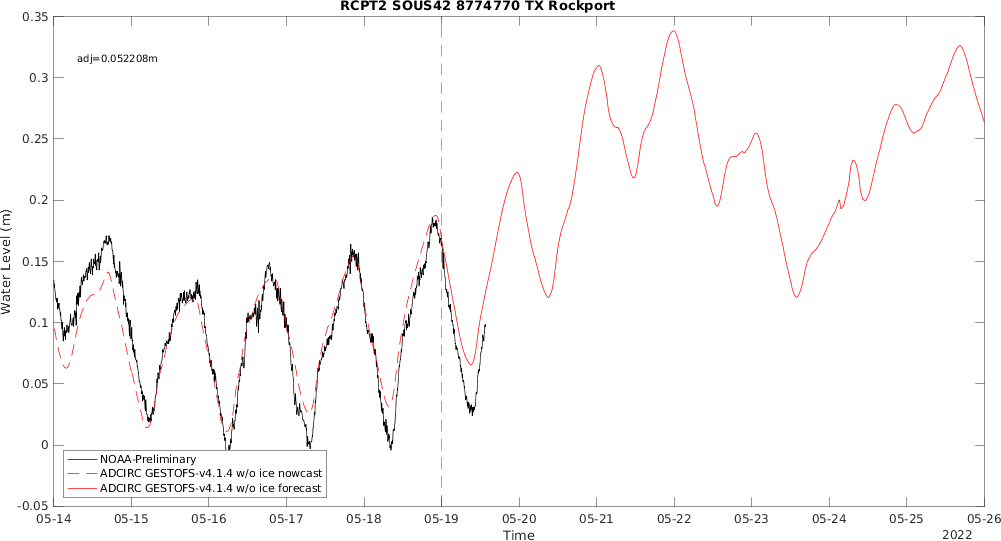 RCPT2 SOUS42 8774770 TX Rockport
0.35
adj=0.052208m
0.3
0.25
0.2
0.15
0.1
0.05
0
-0.05
Water Level (m)
NOAA-Preliminary
ADCIRC GESTOFS-v4.1.4 w/o ice nowcast
ADCIRC GESTOFS-v4.1.4 w/o ice forecast
05-14 05-15 05-16 05-17 05-18 05-19 05-20 05-21 05-22 05-23 05-24 05-25 05-26
Time
2022